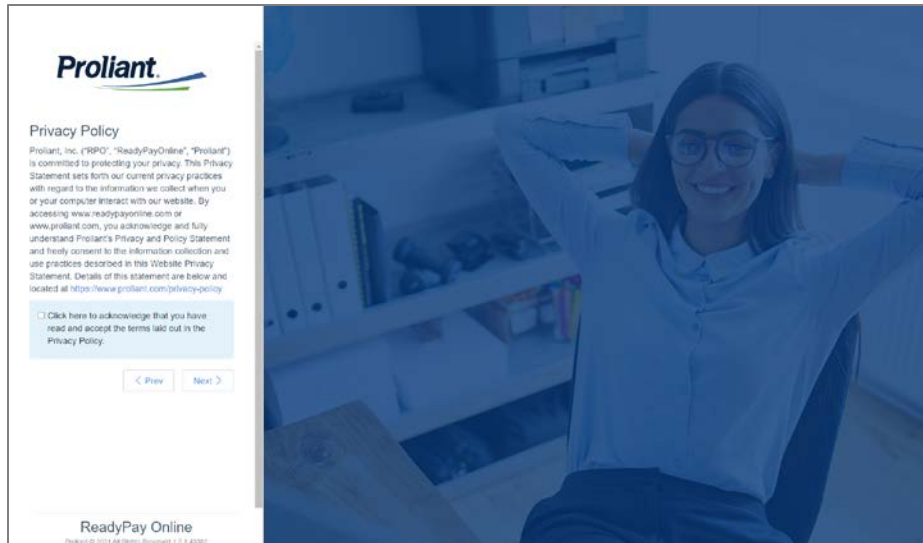 Proliant.
Privacy Policy
Proliant, Inc. ("RPO", "ReadyPayOnline", "Proliant")
is committed to protecting your privacy. This Privacy
Statement sets forth our current privacy practices
with regard to the information we collect when you
or your computer interact with our website. By
accessing www.readypayonline.com or
www.proliant.com, you acknowledge and fully
understand Proliant's Privacy and Policy Statement
and freely consent to the information collection and
use practices described in this Website Privacy
Statement. Details of this statement are below and
located at https://www.proliant.com/privacy-policy
Click here to acknowledge that you have
read and accept the terms laid out in the
Privacy Policy.
< Prev
Next >
ReadyPay Online
Proliant © 2021 All Rights Reserved